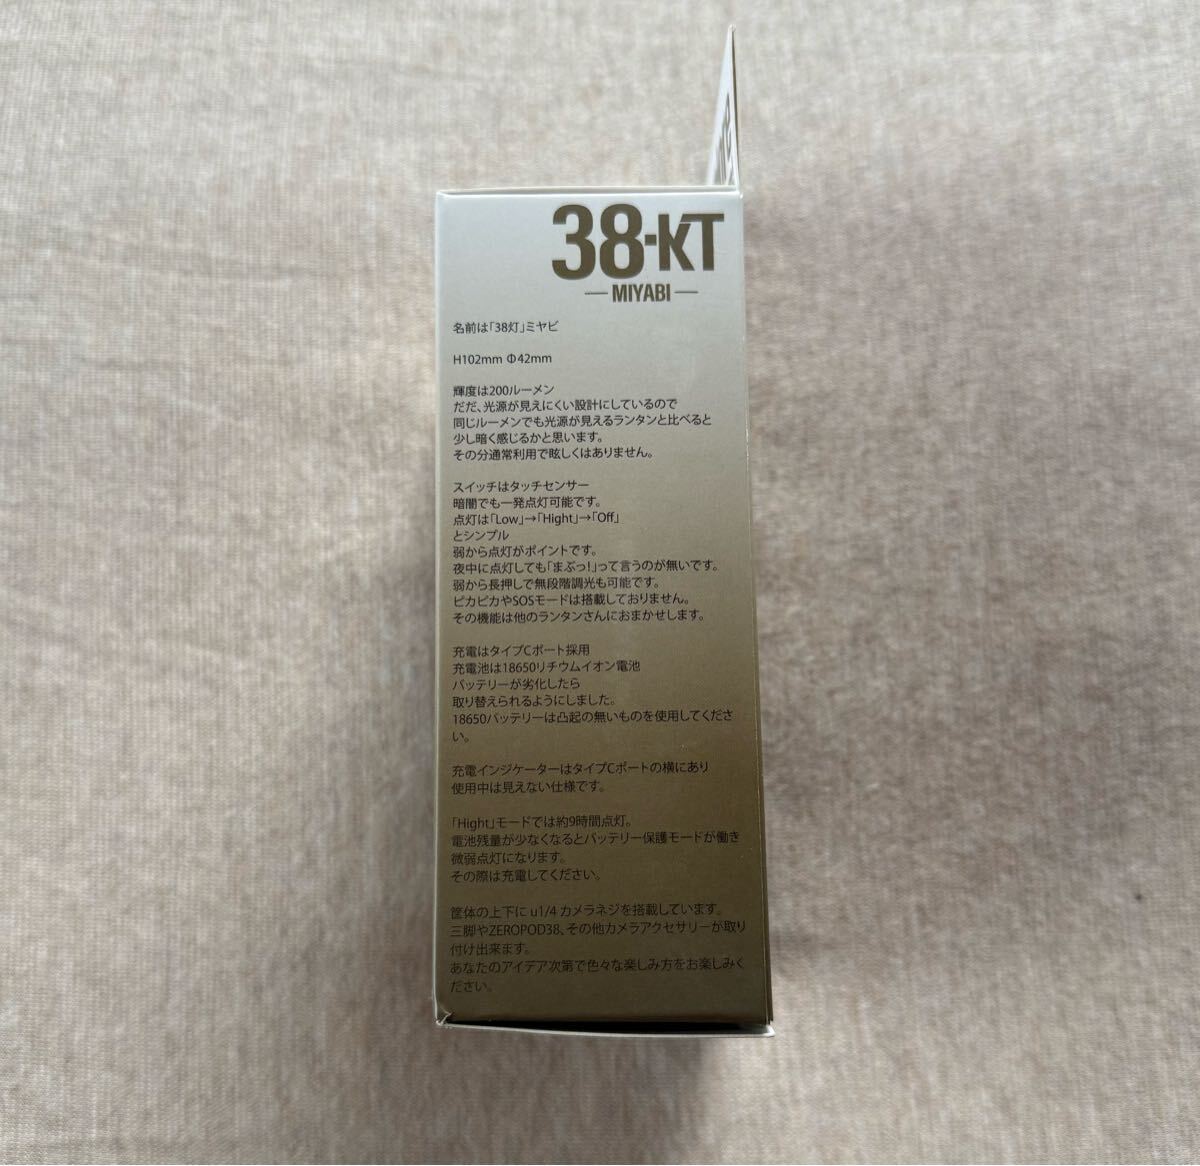 38-KT
MIYABI
名前は「38灯」ミヤビ
H102mm Φ42mm
輝度は200ルーメン
だだ、光源が見えにくい設計にしているので
同じルーメンでも光源が見えるランタンと比べると
少し暗く感じるかと思います。
その分通常利用で眩しくはありません。
スイッチはタッチセンサー
暗闇でも一発点灯可能です。
点灯は「Low」→「Hight」→「Off」
とシンプル
弱から点灯がポイントです。
夜中に点灯しても「まぶっ!」って言うのが無いです。
弱から長押しで無段階調光も可能です。
ピカピカやSOSモードは搭載しておりません。
その機能は他のランタンさんにおまかせします。
充電はタイプCポート採用
充電池は18650リチウムイオン電池
バッテリーが劣化したら
取り替えられるようにしました。
18650バッテリーは凸起の無いものを使用してくださ
い。
充電インジケーターはタイプCポートの横にあり
使用中は見えない仕様です。
「Hight」モードでは約9時間点灯。
電池残量が少なくなるとバッテリー保護モードが働き
微弱点灯になります。
その際は充電してください。
筐体の上下に u1/4 カメラネジを搭載しています。
三脚やZEROPOD38、その他カメラアクセサリーが取り
付け出来ます。
あなたのアイデア次第で色々な楽しみ方をお楽しみく
ださい。